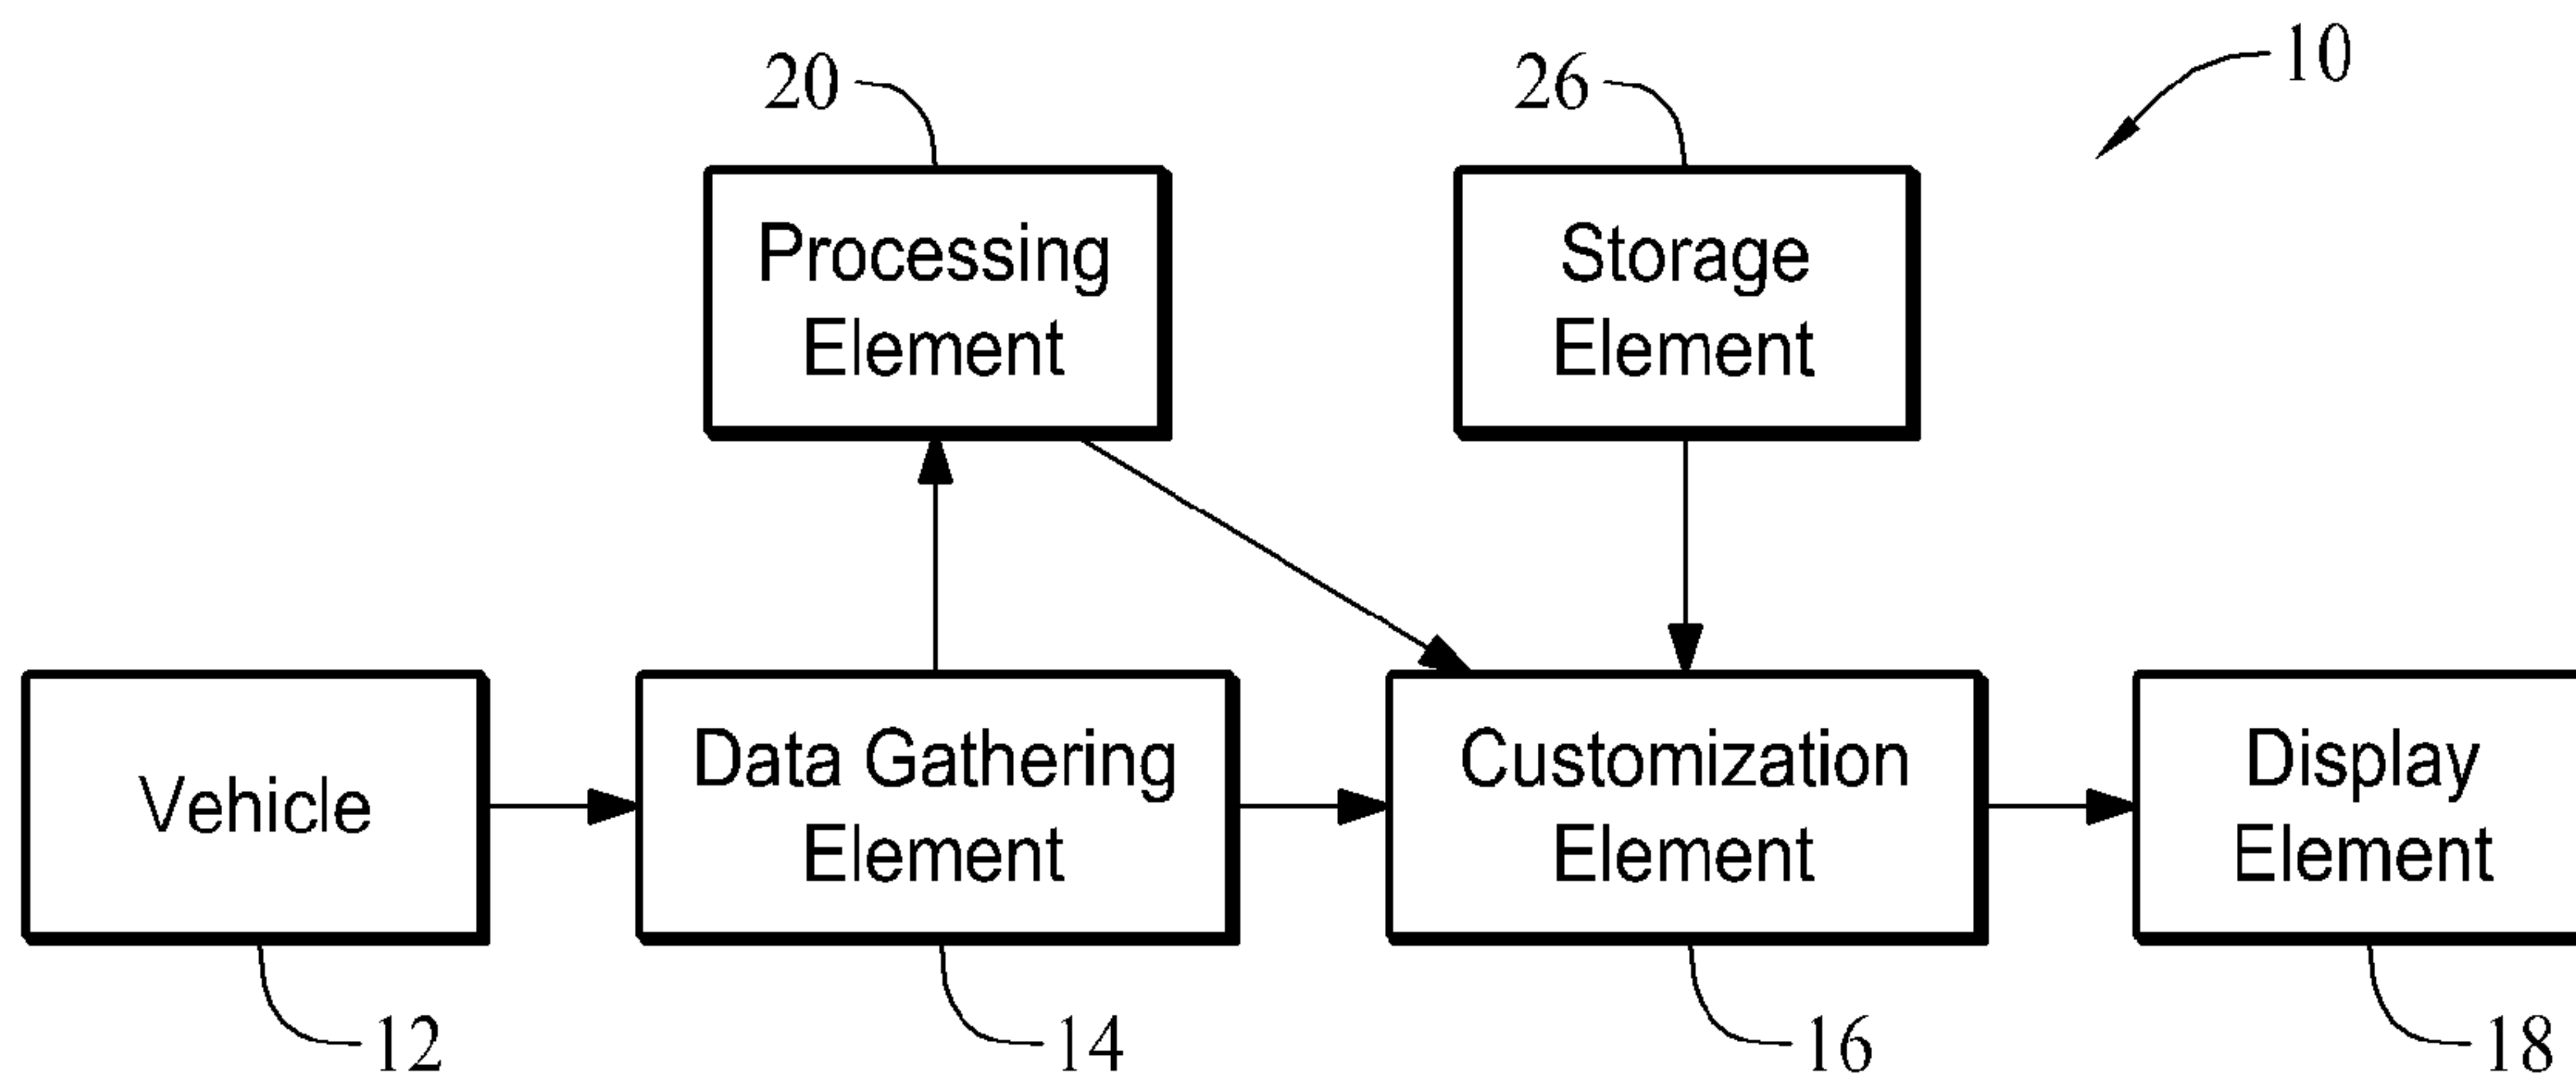 20
26
10
Processing
Element
Storage
Element
Vehicle
Data Gathering
Element
Customization
Element
Display
Element
12
14
16
18